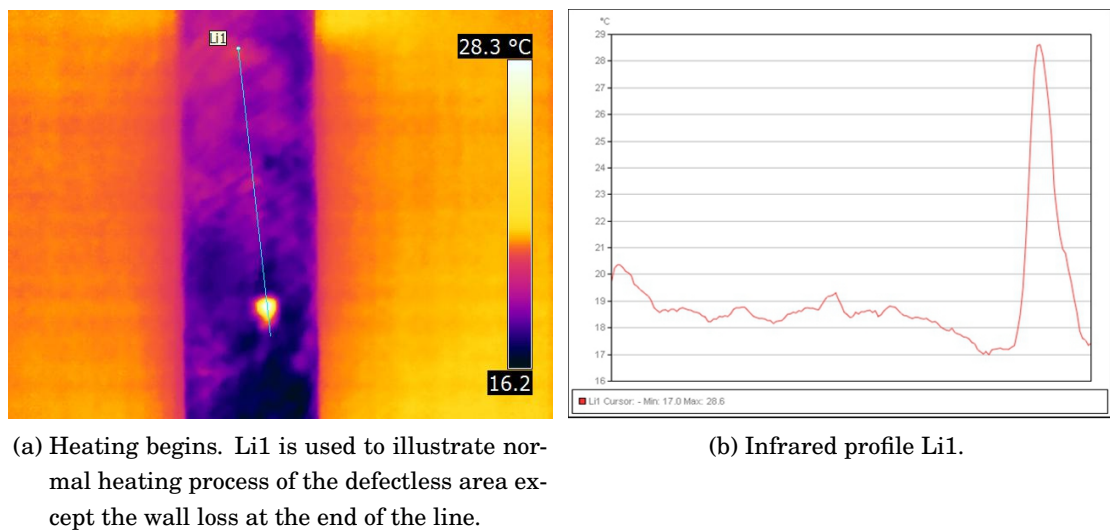 Li1
28.3 °C
16.2
°C
29
28
27
26
25
24
23
22
21
20
19
18
17
16
Li1 Cursor: - Min: 17.0 Max: 28.6
(a) Heating begins. Li1 is used to illustrate nor-
mal heating process of the defectless area ex-
cept the wall loss at the end of the line.
(b) Infrared profile Li1.